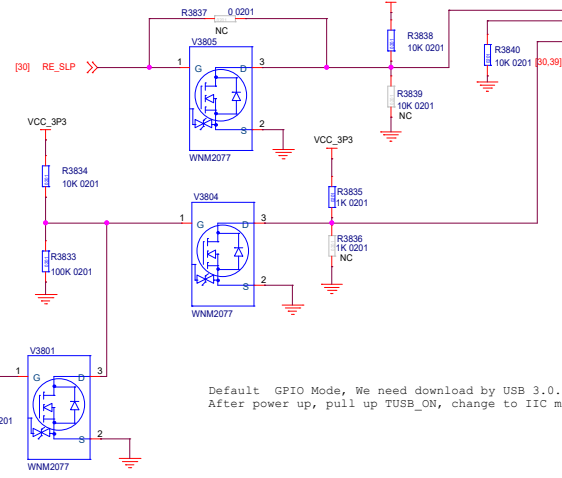 R3837 0 0201
NC
V3805
[30] RE_SLP
1
G
D
3
S
2
WNM2077
R3838
10K 0201
R3840
10K 0201
[30,39]
R3839
10K 0201
NC
VCC_3P3
R3834
10K 0201
R3833
100K 0201
V3804
1
G
D
3
S
2
WNM2077
VCC_3P3
R3835
1K 0201
R3836
1K 0201
NC
V3801
1
G
D
3
S
2
WNM2077
201
Default GPIO Mode, We need download by USB 3.0.
After power up, pull up TUSB_ON, change to IIC m